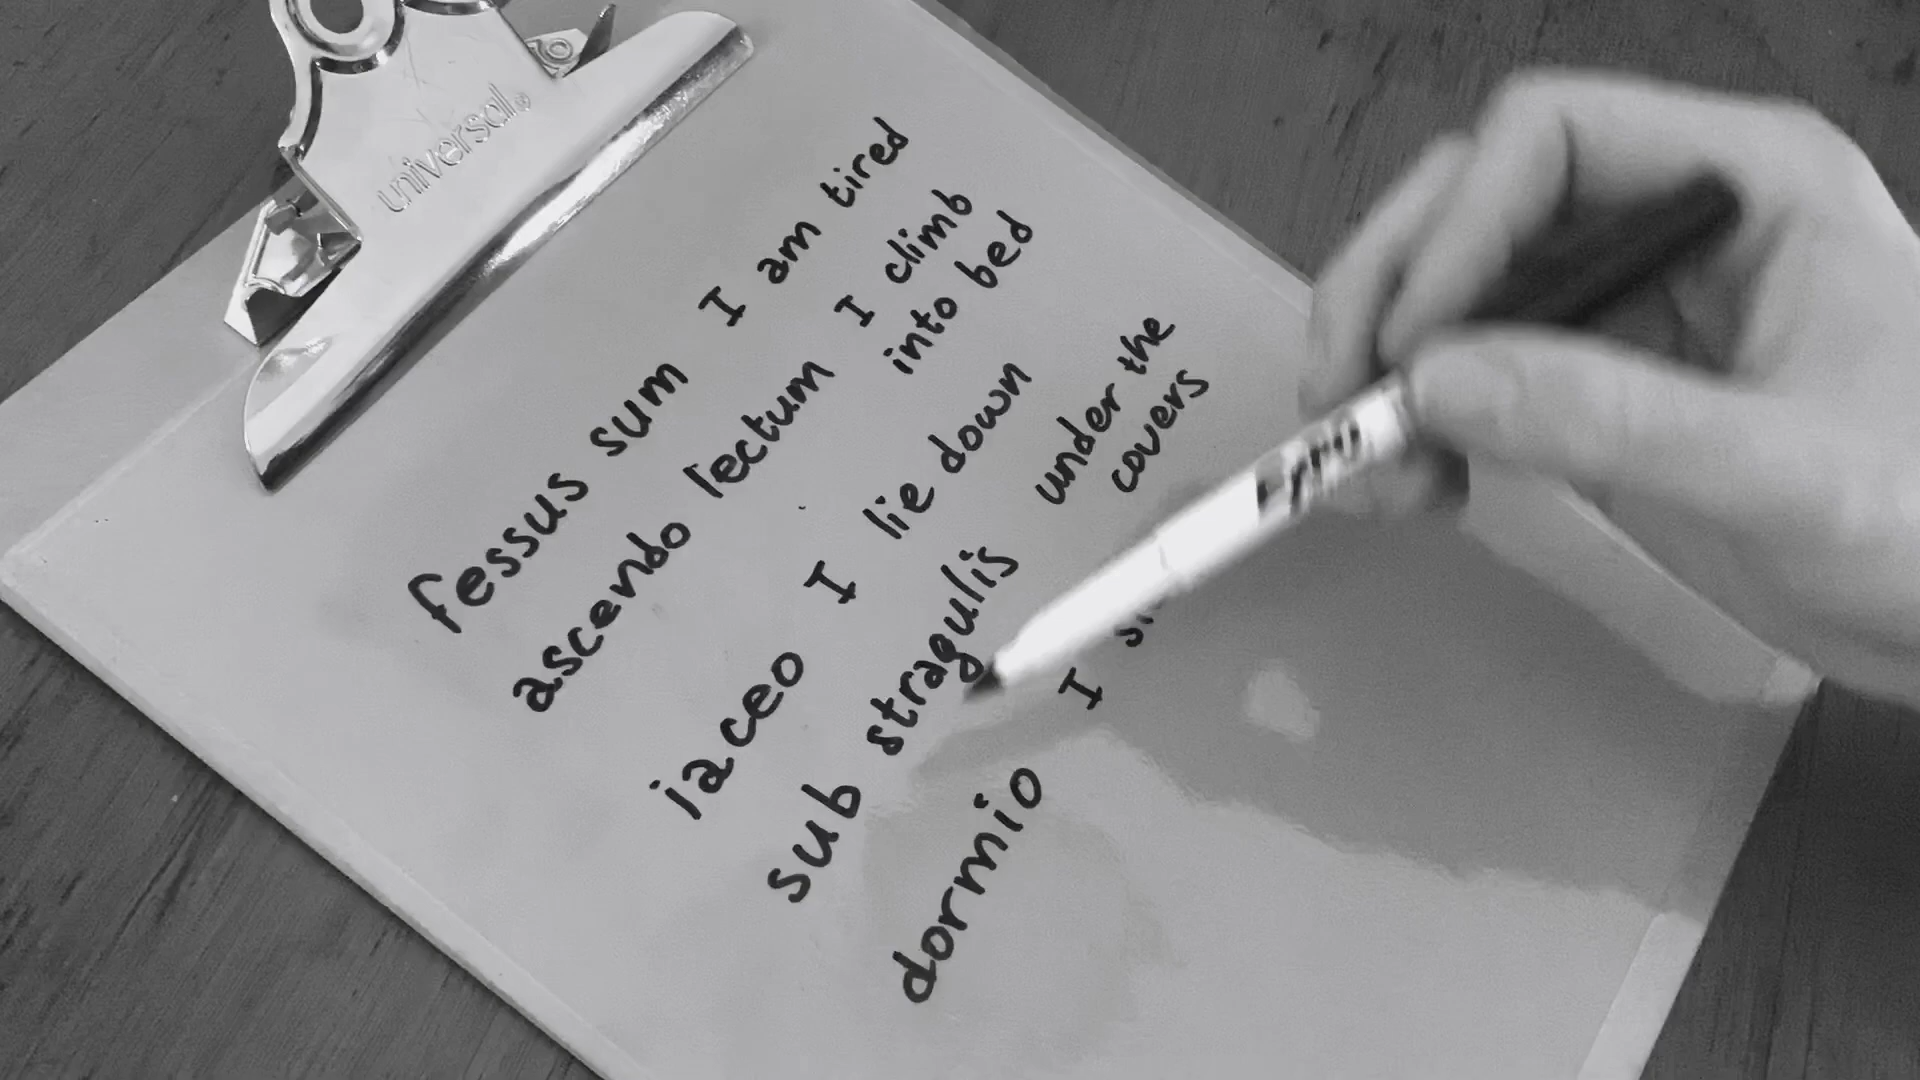 universal®
fessus sum I am tired
ascendo lectum I climb
into bed
iaceo I lie down
sub stragulis under the
covers
dormio I